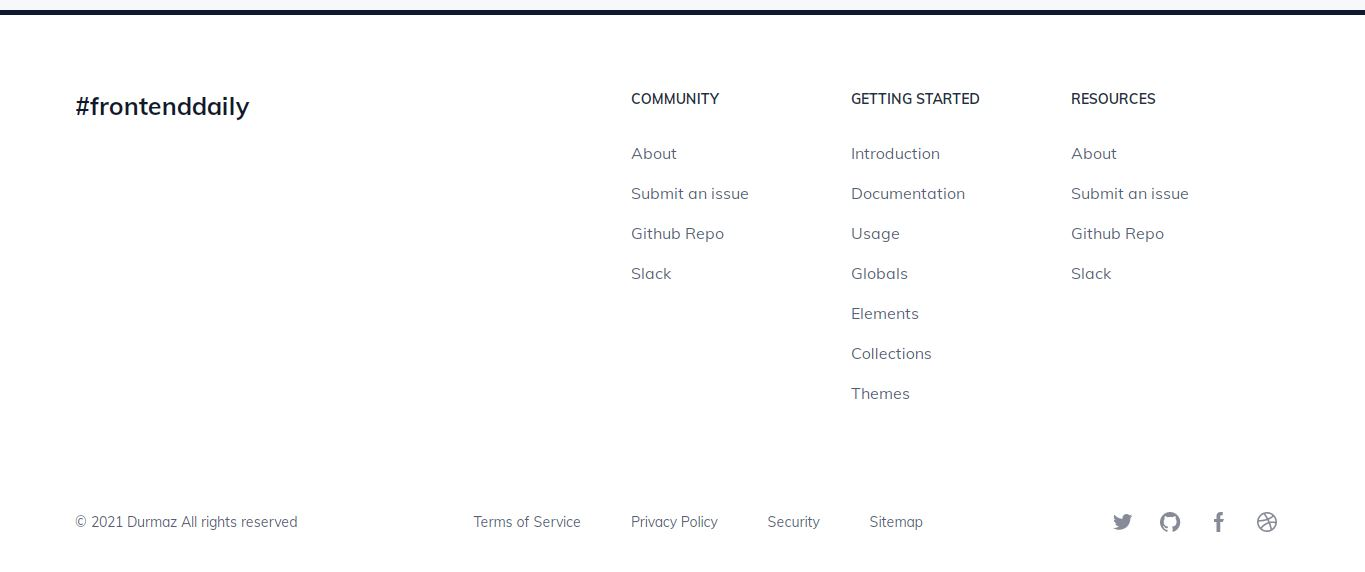 #frontenddaily
COMMUNITY
About
Submit an issue
Github Repo
Slack
GETTING STARTED
Introduction
Documentation
Usage
Globals
Elements
Collections
Themes
RESOURCES
About
Submit an issue
Github Repo
Slack
© 2021 Durmaz All rights reserved
Terms of Service
Privacy Policy
Security
Sitemap